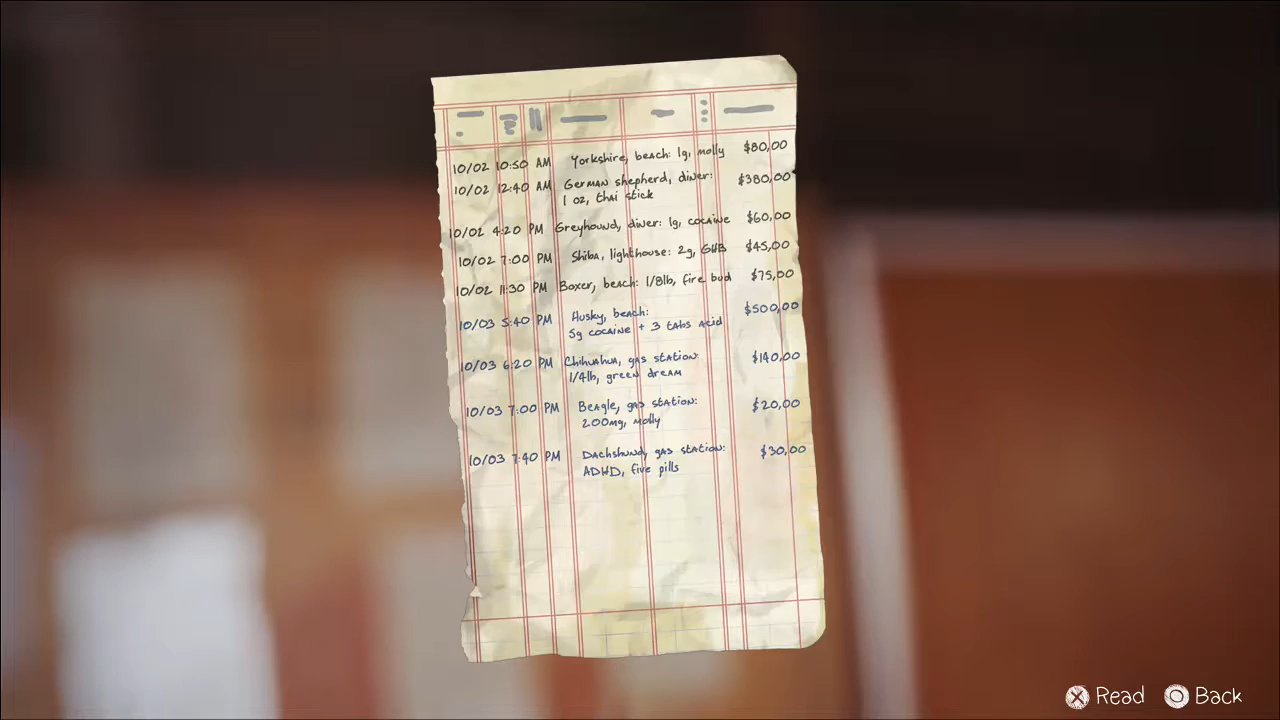 10/02 10:50 AM Yorkshire, beach: 1g, molly $80,00
10/02 12:40 AM German shepherd, diner: $380,00
1 oz, thai stick
10/02 4:20 PM Greyhound, diner: 1g, cocaine $60,00
10/02 7:00 PM Shiba, lighthouse: 2g, GHB $45,00
10/02 11:30 PM Boxer, beach: 1/8lb, fire bud $75,00
10/03 5:40 PM Husky, beach: $500,00
5g cocaine + 3 tabs acid
10/03 6:20 PM Chihuahua, gas station: $140,00
1/4lb, green dream
10/03 7:00 PM Beagle, gas station: $20,00
200mg, molly
10/03 7:40 PM Dachshund, gas station: $30,00
ADHD, five pills
Read Back